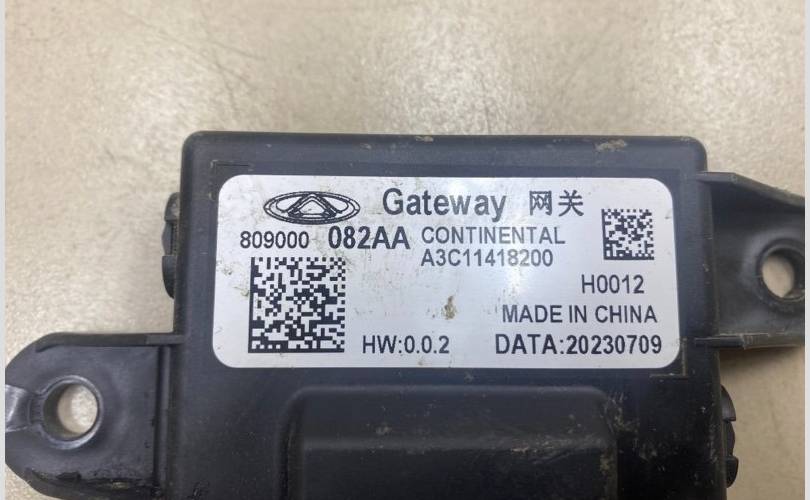 Gateway 网关
809000 082AA CONTINENTAL
A3C11418200
H0012
MADE IN CHINA
HW:0.0.2 DATA:20230709